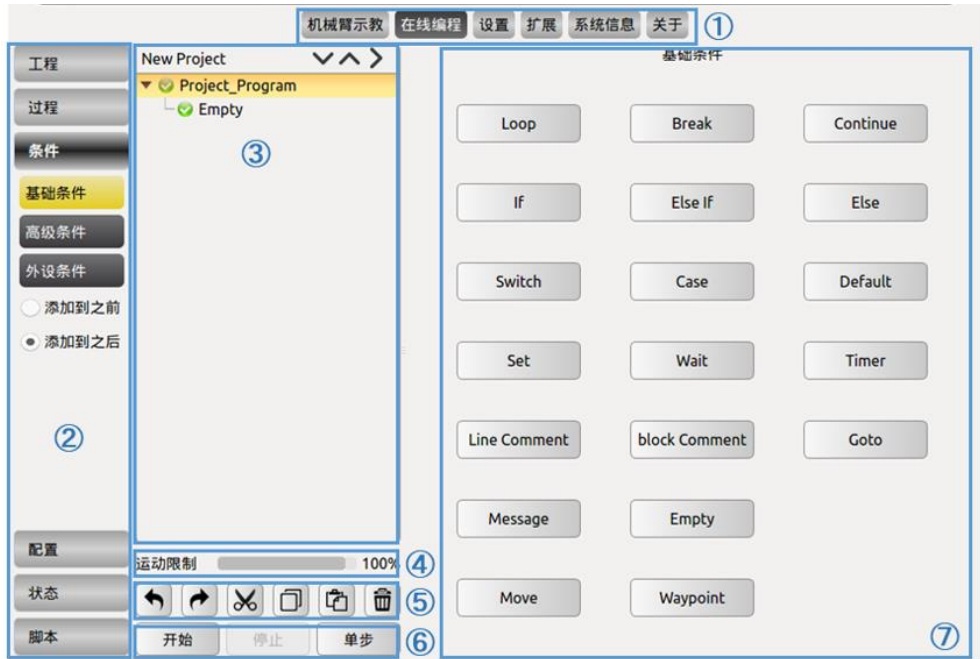 机械臂示教 在线编程 设置 扩展 系统信息 关于 ①
工程
过程
条件
基础条件
高级条件
外设条件
添加到之前
添加到之后
②
配置
状态
脚本
New Project
Project_Program
Empty
③
运动限制 100% ④
⑤
开始 停止 单步 ⑥
基础条件
Loop Break Continue
If Else If Else
Switch Case Default
Set Wait Timer
Line Comment block Comment Goto
Message Empty
Move Waypoint
⑦